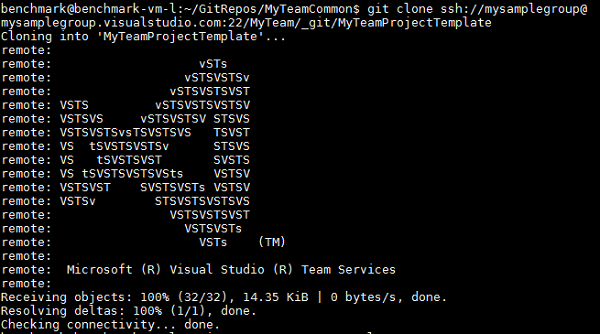 benchmark@benchmark-vm-l:~/GitRepos/MyTeamCommon$ git clone ssh://mysamplegroup@
mysamplegroup.visualstudio.com:22/MyTeam/_git/MyTeamProjectTemplate
Cloning into 'MyTeamProjectTemplate'...
remote:
remote:                    vSTs
remote:                  vSTSVSTSv
remote:                vSTSVSTSVST
remote: VSTS         vSTSVSTSVSTSV
remote: VSTSVS     vSTSVSTSV STSVS
remote: VSTSVSTSvsTSVSTSVS   TSVST
remote: VS  tSVSTSVSTSv      STSVS
remote: VS   tSVSTSVST       SVSTS
remote: VS tSVSTSVSTSVSts    VSTSV
remote: VSTSVST    SVSTSVSTs VSTSV
remote: VSTSv        STSVSTSVSTSVS
remote:                VSTSVSTSVST
remote:                  VSTSVSTs
remote:                    VSTs    (TM)
remote:
remote:  Microsoft (R) Visual Studio (R) Team Services
remote:
Receiving objects: 100% (32/32), 14.35 KiB | 0 bytes/s, done.
Resolving deltas: 100% (1/1), done.
Checking connectivity... done.